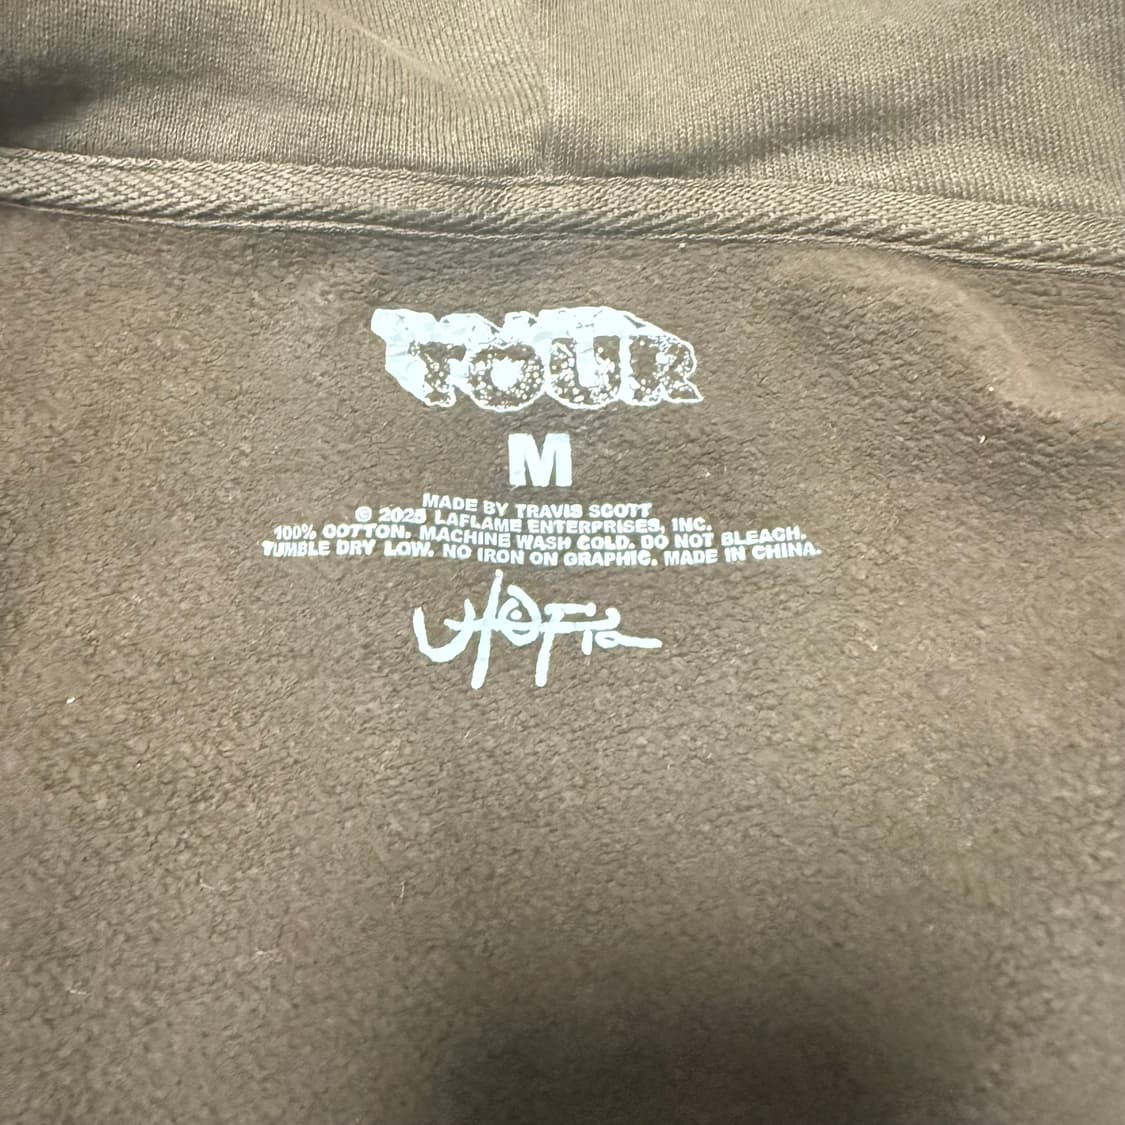 TOUR
M
MADE BY TRAVIS SCOTT
© 2025 LAFLAME ENTERPRISES, INC.
100% COTTON. MACHINE WASH COLD. DO NOT BLEACH.
TUMBLE DRY LOW. NO IRON ON GRAPHIC. MADE IN CHINA.